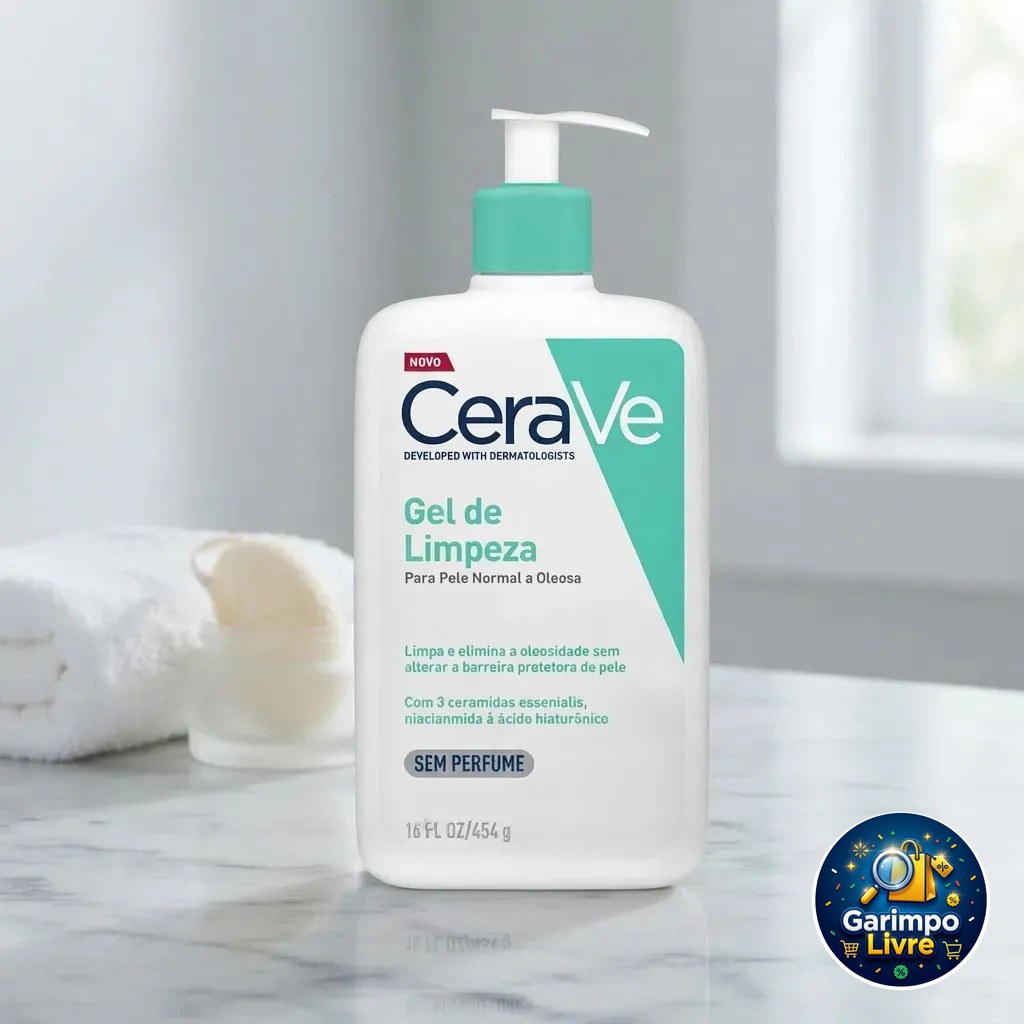 NOVO
CeraVe
DEVELOPED WITH DERMATOLOGISTS
Gel de
Limpeza
Para Pele Normal a Oleosa
Limpa e elimina a oleosidade sem
alterar a barreira pretetora de pele
Com 3 ceramidas essenialis,
niacianmida à ácido hiaturônico
SEM PERFUME
16 FL OZ/454 g
Garimpo
Livre